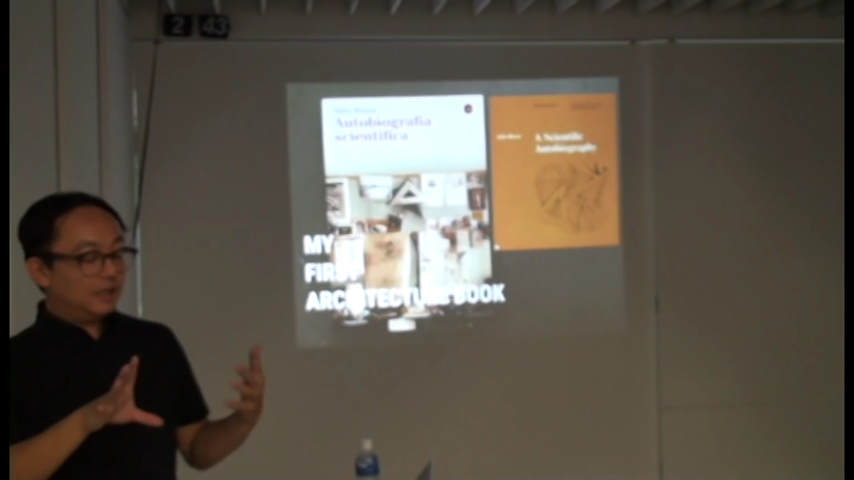 2 43
Autobiografia
scientifica
A Scientific
Autobiography
MY
FIRST
ARCHITECTURE BOOK